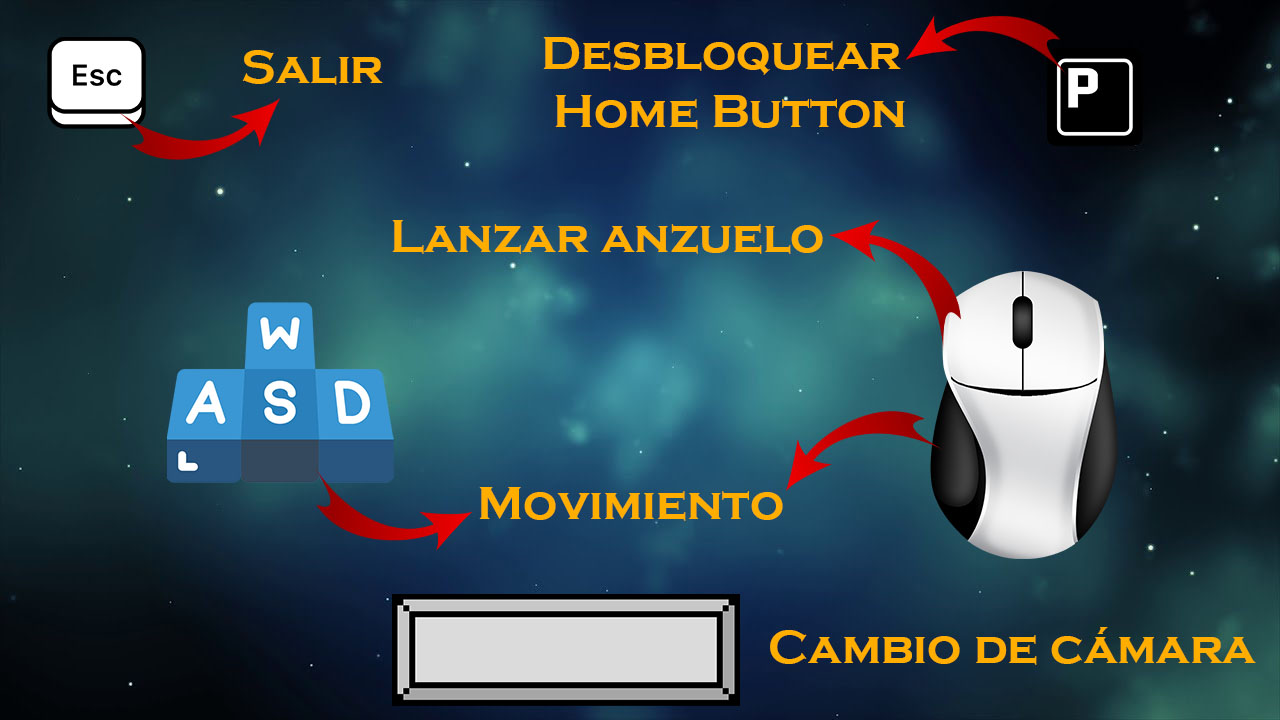 Esc
Salir
Desbloquear
Home Button
P
Lanzar anzuelo
W
A S D
Movimiento
Cambio de cámara